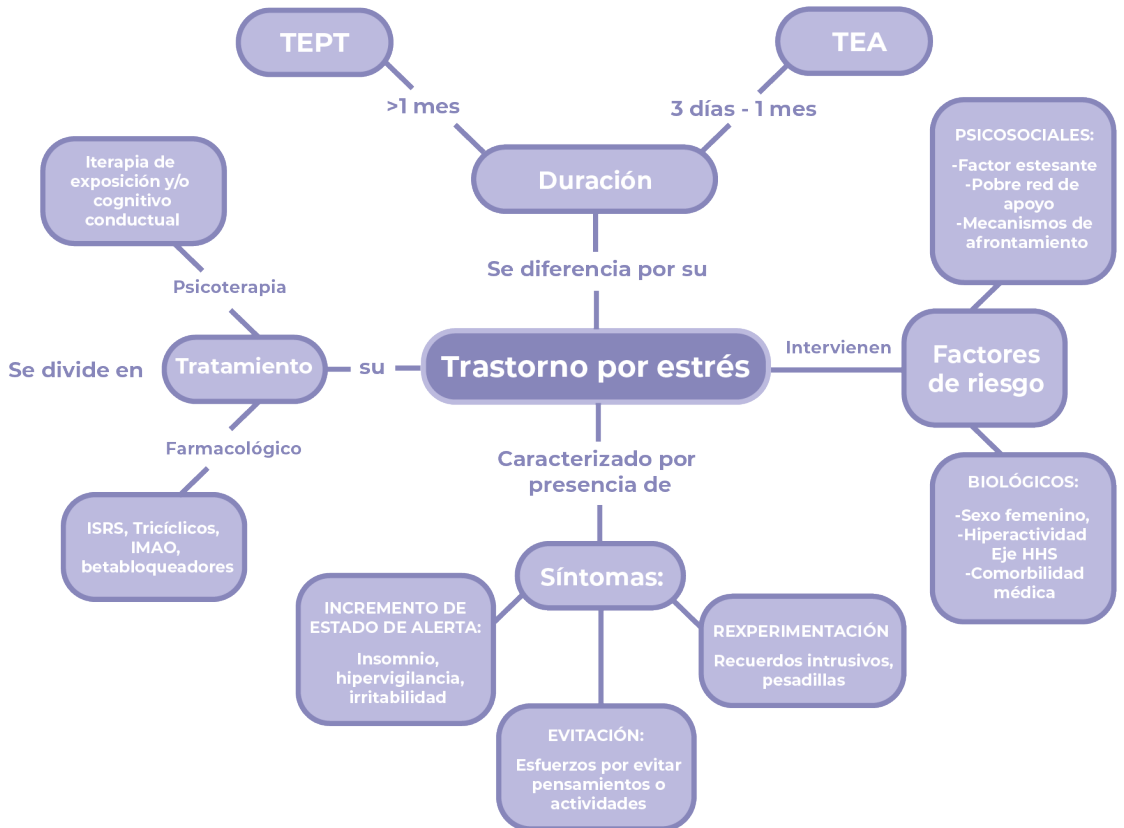 TEPT
TEA
>1 mes
3 días - 1 mes
Duración
Se diferencia por su
Trastorno por estrés
Iterapia de
exposición y/o
cognitivo
conductual
Psicoterapia
Se divide en
Tratamiento
su
Farmacológico
ISRS, Tricíclicos,
IMAO,
betabloqueadores
Intervienen
Factores
de riesgo
PSICOSOCIALES:
-Factor estesante
-Pobre red de
apoyo
-Mecanismos de
afrontamiento
BIOLÓGICOS:
-Sexo femenino,
-Hiperactividad
Eje HHS
-Comorbilidad
médica
Caracterizado por
presencia de
Síntomas:
INCREMENTO DE
ESTADO DE ALERTA:
Insomnio,
hipervigilancia,
irritabilidad
EVITACIÓN:
Esfuerzos por evitar
pensamientos o
actividades
REXPERIMENTACIÓN
Recuerdos intrusivos,
pesadillas